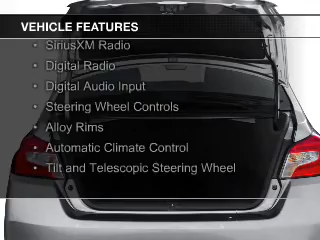 VEHICLE FEATURES
• SiriusXM Radio
• Digital Radio
• Digital Audio Input
• Steering Wheel Controls
• Alloy Rims
• Automatic Climate Control
• Tilt and Telescopic Steering Wheel